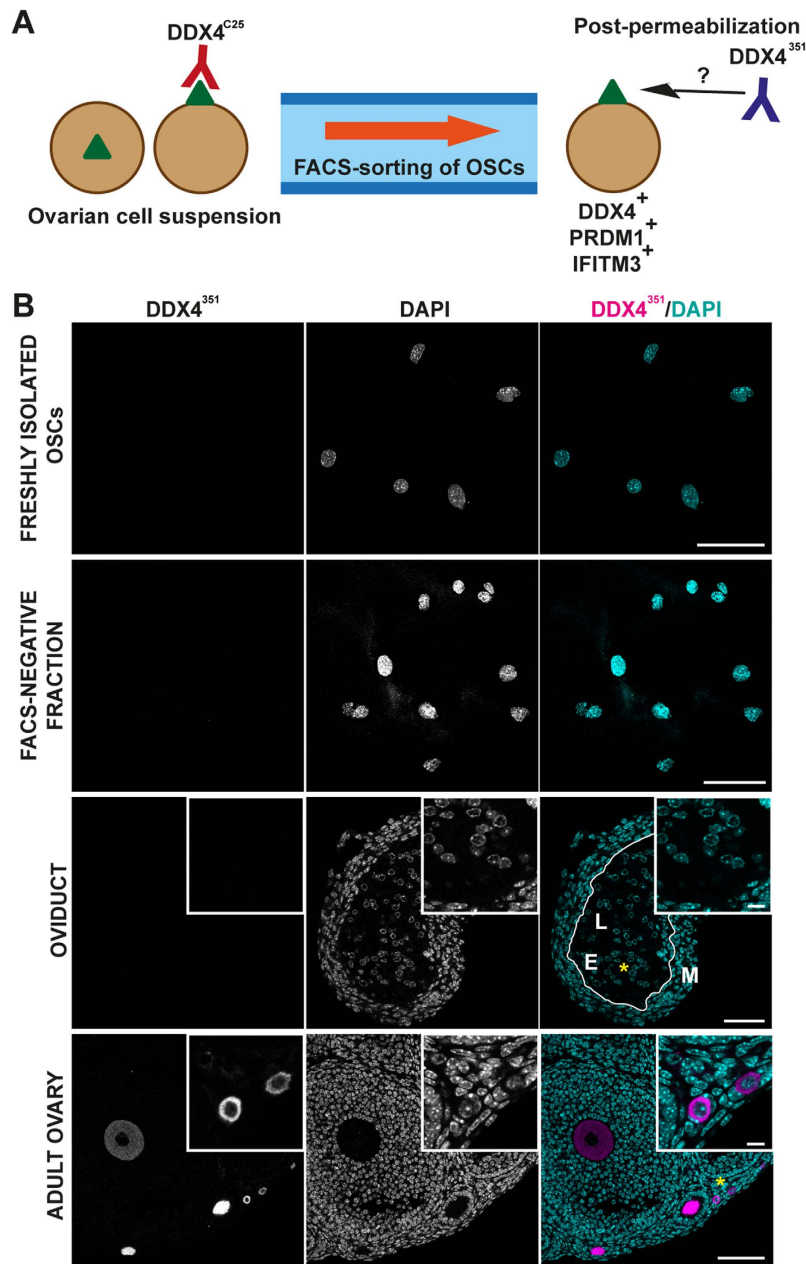 A
DDX4C25
Post-permeabilization
DDX4351
?
FACS-sorting of OSCs
Ovarian cell suspension
DDX4+
PRDM1+
IFITM3+
B
DDX4351
DAPI
DDX4351/DAPI
FRESHLY ISOLATED
OSCs
FACS-NEGATIVE
FRACTION
OVIDUCT
L
E
*
M
ADULT OVARY
*